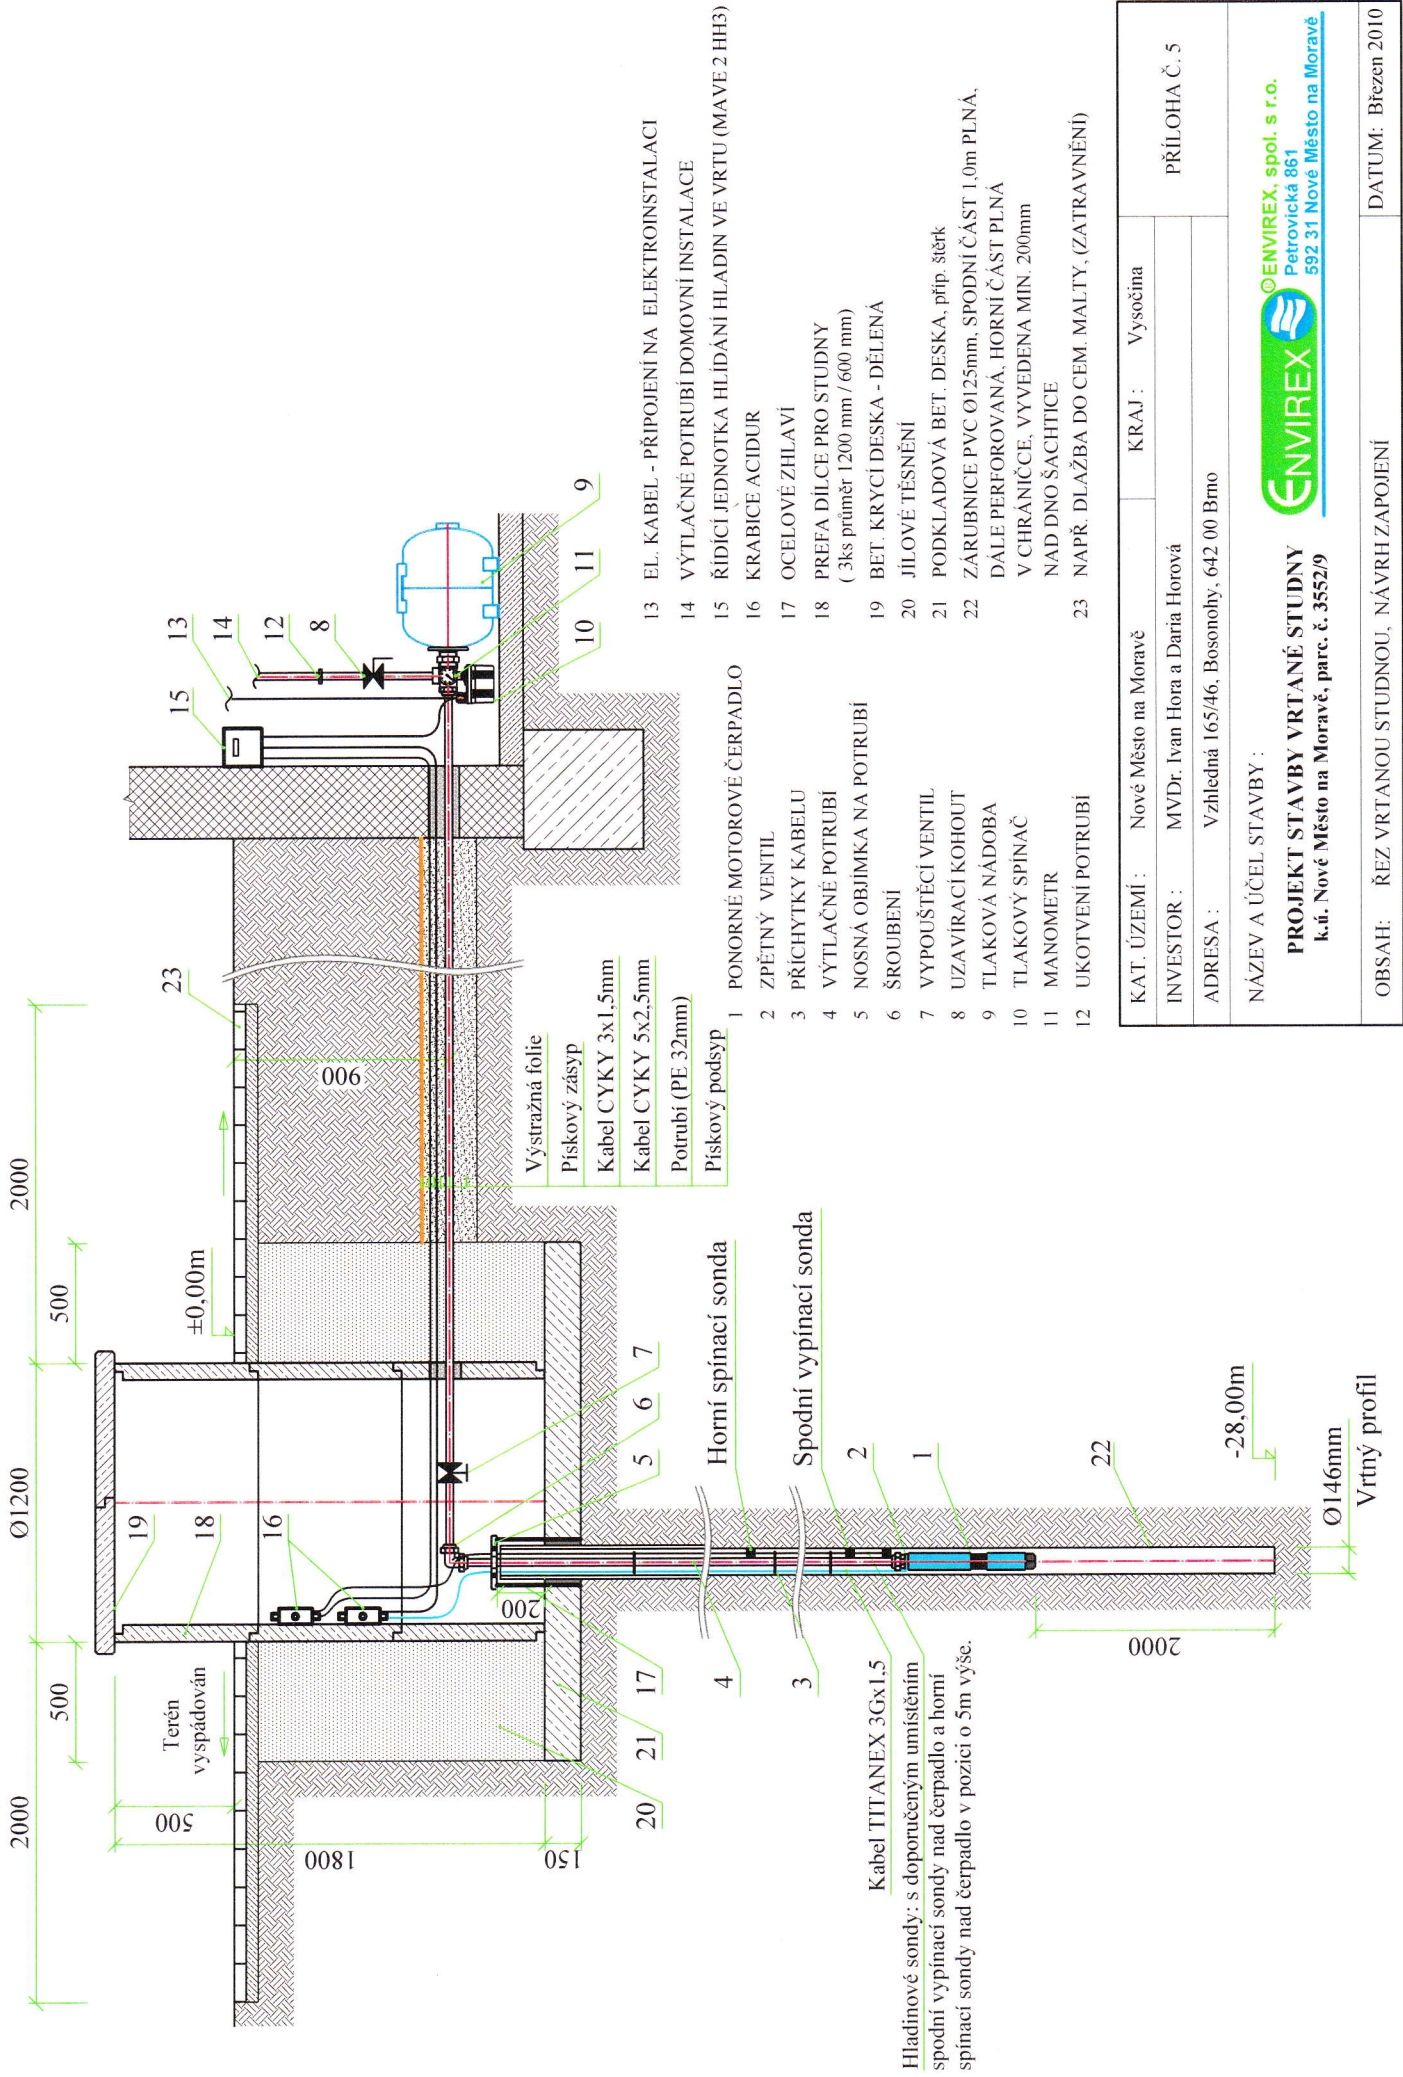 2000
Ø1200
2000
500
500
Terén
vyspádován
±0,00m
500
1800
150
200
900
19
18
16
23
15
13
14
12
8
9
11
10
20
21
17
5
6
7
Výstražná folie
Pískový zásyp
Kabel CYKY 3x1,5mm
Kabel CYKY 5x2,5mm
Potrubí (PE 32mm)
Pískový podsyp
4
3
Horní spínací sonda
Spodní vypínací sonda
2
1
22
Kabel TITANEX 3Gx1,5
Hladinové sondy: s doporučeným umístěním
spodní vypínací sondy nad čerpadlo a horní
spínací sondy nad čerpadlo v pozici o 5m výše.
2000
-28,00m
Ø146mm
Vrtný profil
1 PONORNÉ MOTOROVÉ ČERPADLO
2 ZPĚTNÝ VENTIL
3 PŘÍCHYTKY KABELU
4 VÝTLAČNÉ POTRUBÍ
5 NOSNÁ OBJÍMKA NA POTRUBÍ
6 ŠROUBENÍ
7 VYPOUŠTĚCÍ VENTIL
8 UZAVÍRACÍ KOHOUT
9 TLAKOVÁ NÁDOBA
10 TLAKOVÝ SPÍNAČ
11 MANOMETR
12 UKOTVENÍ POTRUBÍ
13 EL. KABEL - PŘIPOJENÍ NA ELEKTROINSTALACI
14 VÝTLAČNÉ POTRUBÍ DOMOVNÍ INSTALACE
15 ŘÍDÍCÍ JEDNOTKA HLÍDÁNÍ HLADIN VE VRTU (MAVE 2 HH3)
16 KRABICE ACIDUR
17 OCELOVÉ ZHLAVÍ
18 PREFA DÍLCE PRO STUDNY
( 3ks průměr 1200 mm / 600 mm)
19 BET. KRYCÍ DESKA - DĚLENÁ
20 JÍLOVÉ TĚSNĚNÍ
21 PODKLADOVÁ BET. DESKA, příp. štěrk
22 ZÁRUBNICE PVC Ø125mm, SPODNÍ ČÁST 1,0m PLNÁ,
DÁLE PERFOROVANÁ, HORNÍ ČÁST PLNÁ
V CHRÁNIČCE, VYVEDENA MIN. 200mm
NAD DNO ŠACHTICE
23 NAPŘ. DLAŽBA DO CEM. MALTY, (ZATRAVNĚNÍ)
KAT. ÚZEMÍ : Nové Město na Moravě KRAJ : Vysočina
PŘÍLOHA Č. 5
INVESTOR : MVDr. Ivan Hora a Daria Horová
ADRESA : Vzhledná 165/46, Bosonohy, 642 00 Brno
NÁZEV A ÚČEL STAVBY :
PROJEKT STAVBY VRTANÉ STUDNY
k.ú. Nové Město na Moravě, parc. č. 3552/9
ENVIREX
®ENVIREX, spol. s r.o.
Petrovická 861
592 31 Nové Město na Moravě
OBSAH: ŘEZ VRTANOU STUDNOU, NÁVRH ZAPOJENÍ
DATUM: Březen 2010